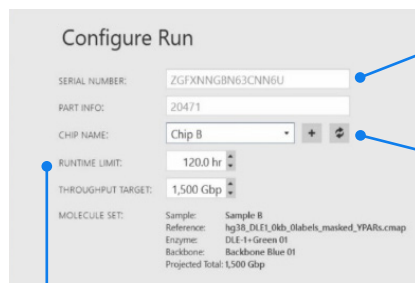 Configure Run
SERIAL NUMBER: ZGFXNNGBN63CNN6U
PART INFO: 20471
CHIP NAME: Chip B
RUNTIME LIMIT: 120.0 hr
THROUGHPUT TARGET: 1,500 Gbp
MOLECULE SET: Sample: Sample B
Reference: hg38_DLE1_0kb_0labels_masked_YPARs.cmap
Enzyme: DLE-1+Green 01
Backbone: Backbone Blue 01
Projected Total: 1,500 Gbp